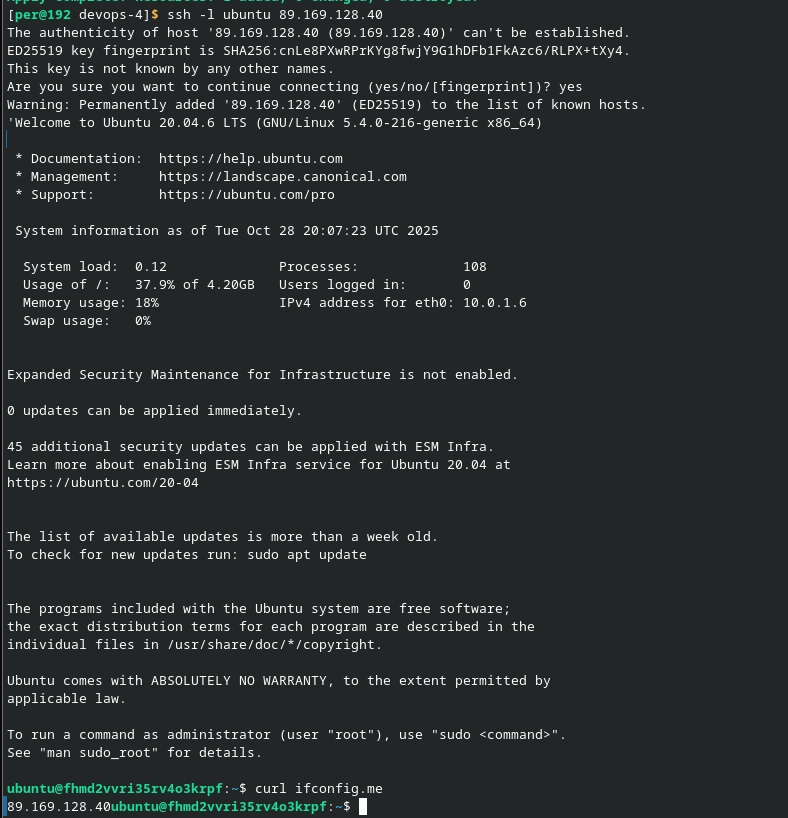 [per@192 devops-4]$ ssh -l ubuntu 89.169.128.40
The authenticity of host '89.169.128.40 (89.169.128.40)' can't be established.
ED25519 key fingerprint is SHA256:cnLe8PXwRPrKYg8fwjY9G1hDFb1FkAzc6/RLPX+tXy4.
This key is not known by any other names.
Are you sure you want to continue connecting (yes/no/[fingerprint])? yes
Warning: Permanently added '89.169.128.40' (ED25519) to the list of known hosts.
'Welcome to Ubuntu 20.04.6 LTS (GNU/Linux 5.4.0-216-generic x86_64)
* Documentation:  https://help.ubuntu.com
* Management:     https://landscape.canonical.com
* Support:        https://ubuntu.com/pro
System information as of Tue Oct 28 20:07:23 UTC 2025
System load:  0.12               Processes:             108
Usage of /:   37.9% of 4.20GB   Users logged in:       0
Memory usage: 18%               IPv4 address for eth0: 10.0.1.6
Swap usage:   0%
Expanded Security Maintenance for Infrastructure is not enabled.
0 updates can be applied immediately.
45 additional security updates can be applied with ESM Infra.
Learn more about enabling ESM Infra service for Ubuntu 20.04 at
https://ubuntu.com/20-04
The list of available updates is more than a week old.
To check for new updates run: sudo apt update
The programs included with the Ubuntu system are free software;
the exact distribution terms for each program are described in the
individual files in /usr/share/doc/*/copyright.
Ubuntu comes with ABSOLUTELY NO WARRANTY, to the extent permitted by
applicable law.
To run a command as administrator (user "root"), use "sudo <command>".
See "man sudo_root" for details.
ubuntu@fhmd2vvri35rv4o3krpf:~$ curl ifconfig.me
89.169.128.40ubuntu@fhmd2vvri35rv4o3krpf:~$